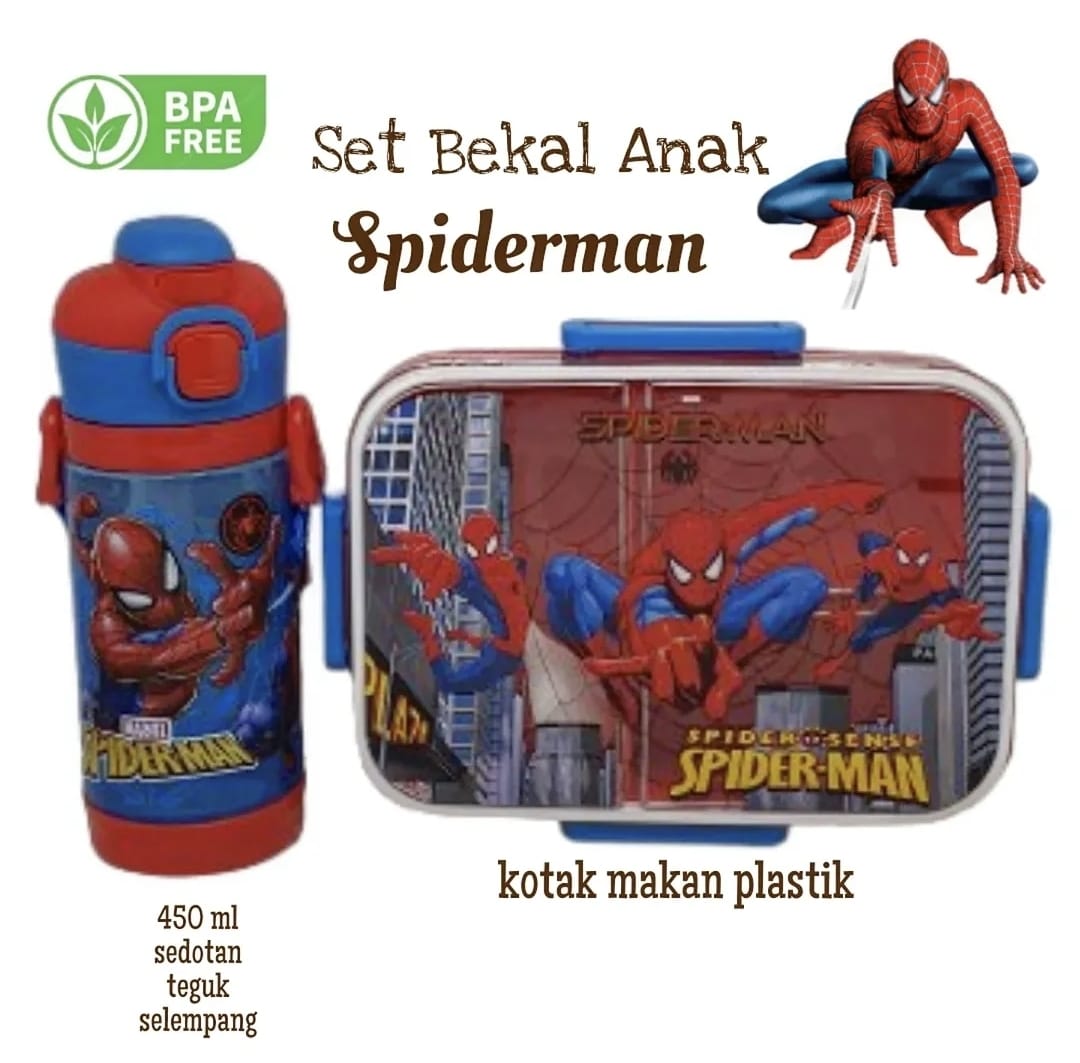 BPA
FREE
Set Bekal Anak
Spiderman
SPIDER-MAN
PLAZA
SPIDER-SENSE
SPIDER-MAN
MARVEL
SPIDER-MAN
kotak makan plastik
450 ml
sedotan
teguk
selempang